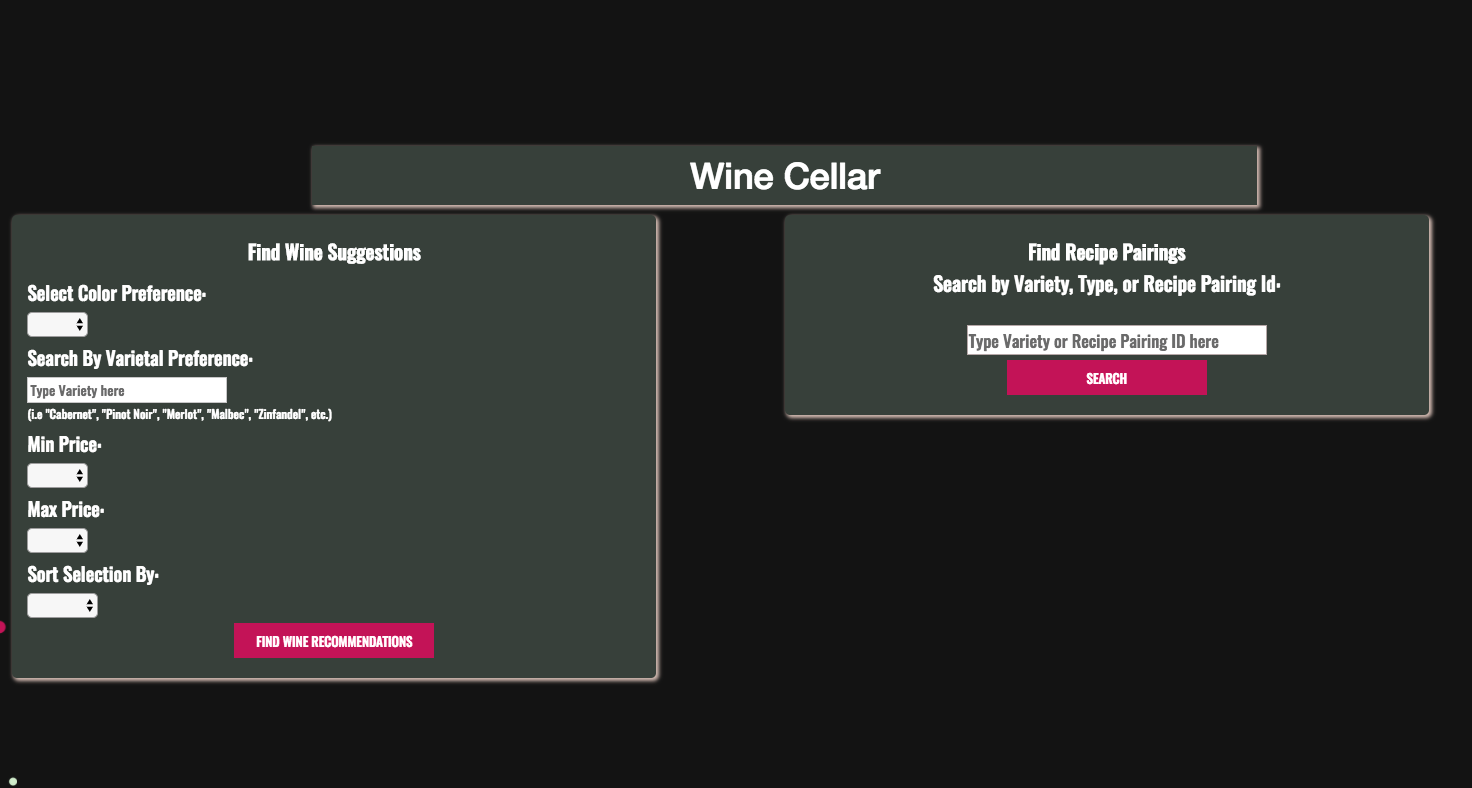 Wine Cellar
Find Wine Suggestions
Select Color Preference:
Search By Varietal Preference:
Type Variety here
(i.e "Cabernet", "Pinot Noir", "Merlot", "Malbec", "Zinfandel", etc.)
Min Price:
Max Price:
Sort Selection By:
FIND WINE RECOMMENDATIONS
Find Recipe Pairings
Search by Variety, Type, or Recipe Pairing Id:
Type Variety or Recipe Pairing ID here
SEARCH